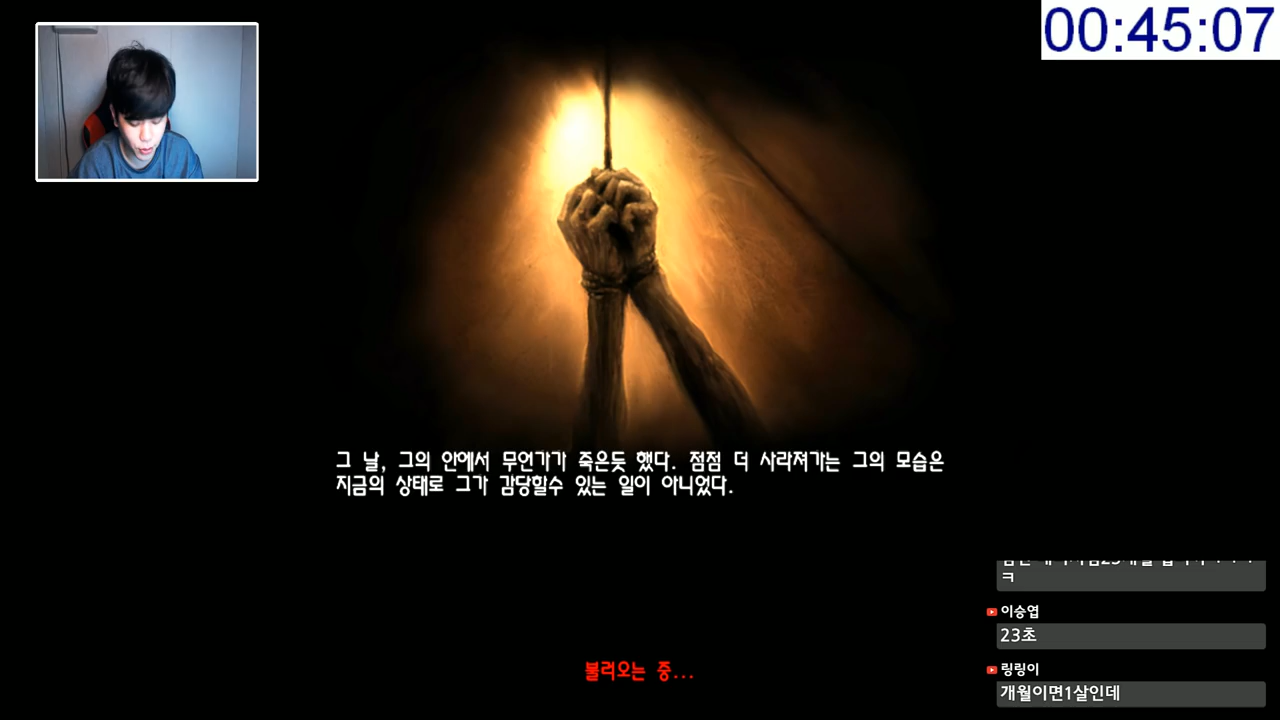 00:45:07
그 날, 그의 안에서 무언가가 죽은듯 했다. 점점 더 사라져가는 그의 모습은
지금의 상태로 그가 감당할수 있는 일이 아니었다.
불러오는 중...
ㅋ
이승엽
23초
링링이
개월이면1살인데